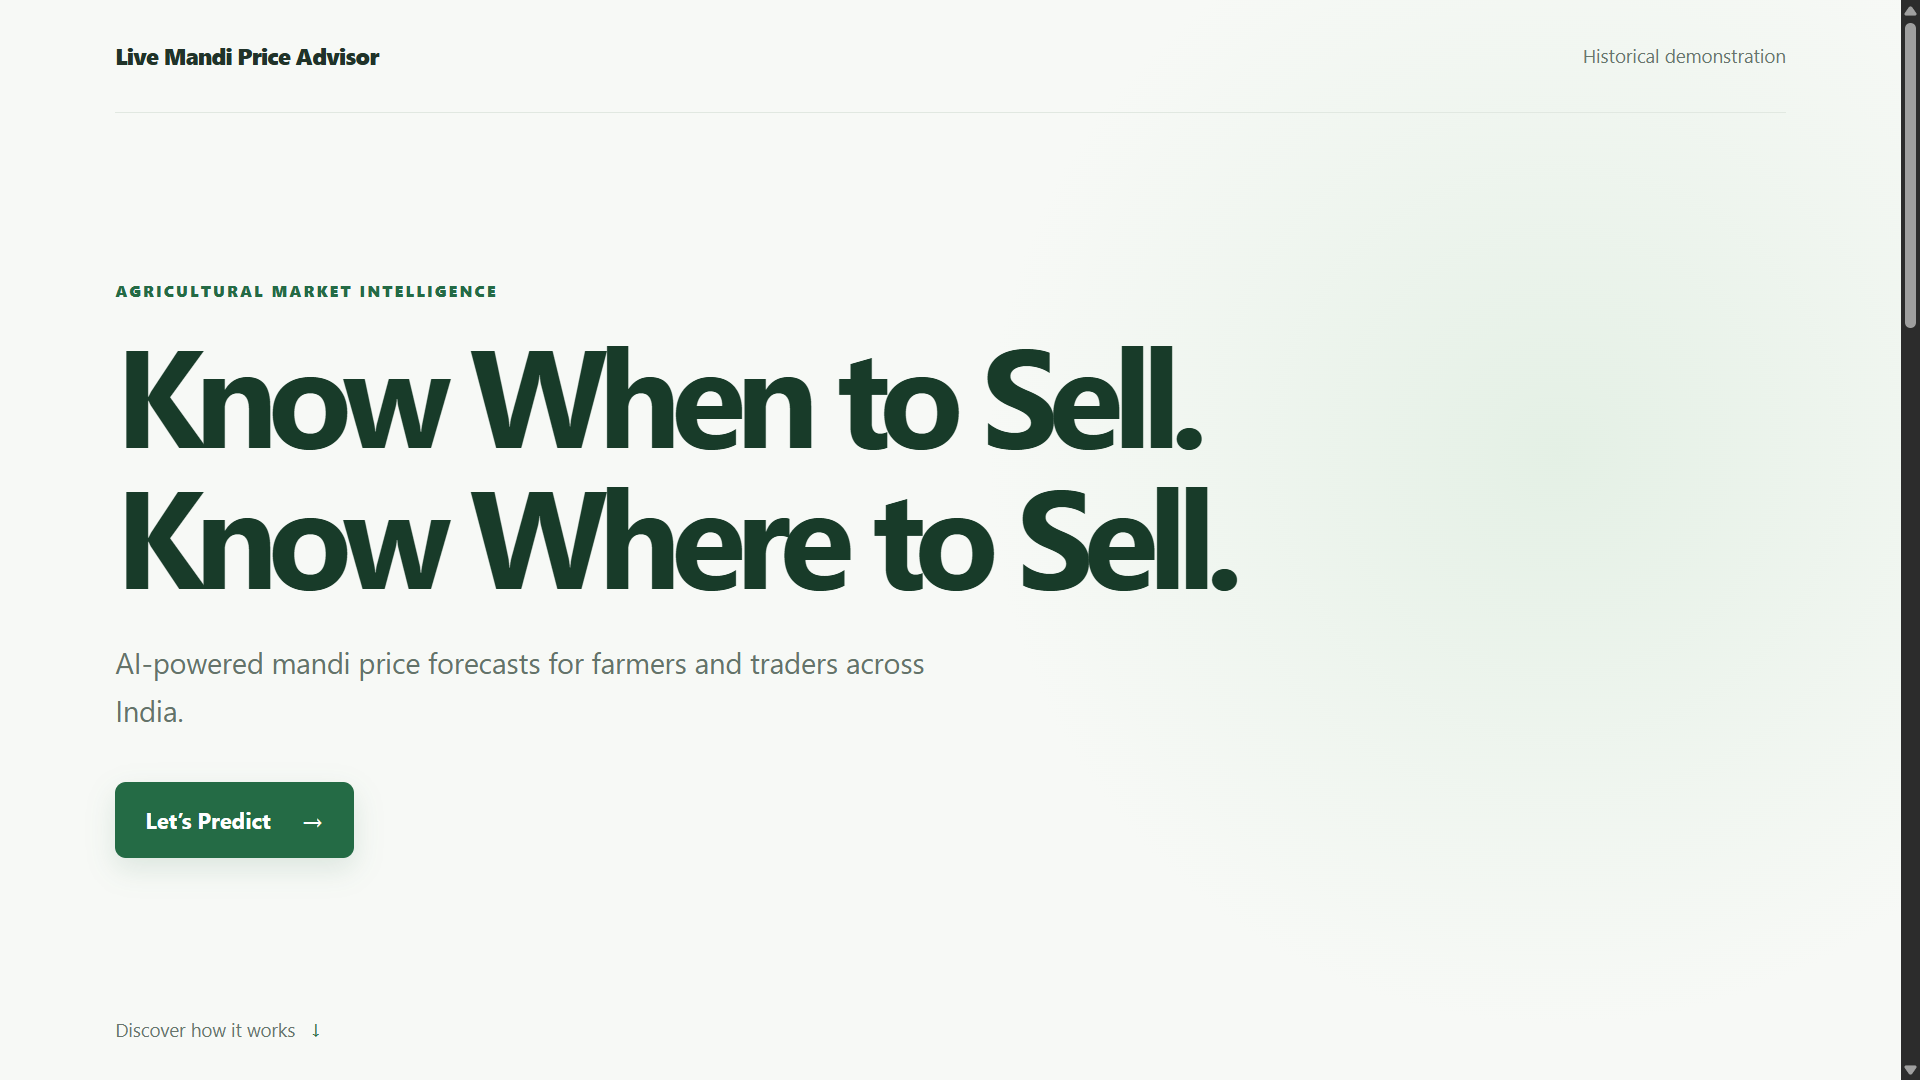 Live Mandi Price Advisor
Historical demonstration
AGRICULTURAL MARKET INTELLIGENCE
Know When to Sell.
Know Where to Sell.
AI-powered mandi price forecasts for farmers and traders across
India.
Let’s Predict →
Discover how it works ↓